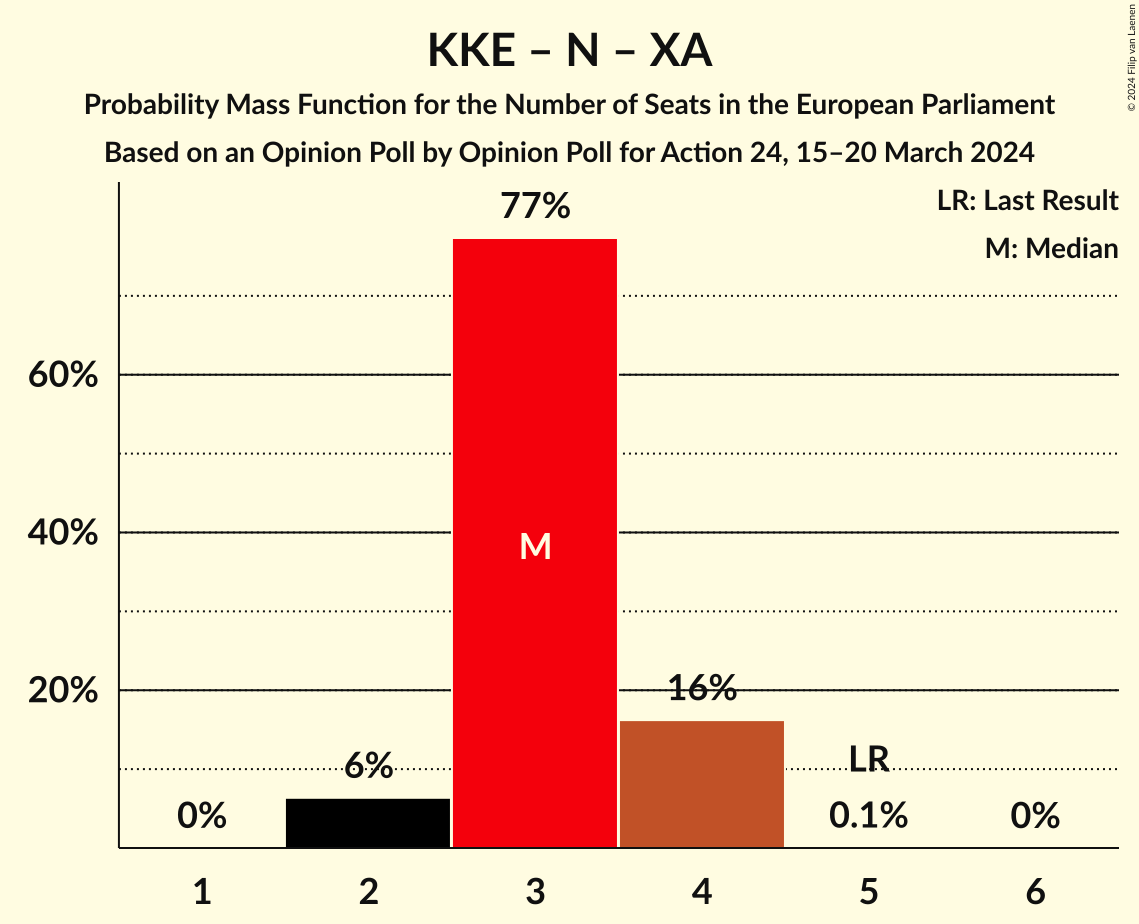 KKE – N – XA
Probability Mass Function for the Number of Seats in the European Parliament
Based on an Opinion Poll by Opinion Poll for Action 24, 15–20 March 2024
© 2024 Filip van Laenen
LR: Last Result
M: Median
77%
60%
M
40%
20%
16%
6%
LR
0%
0.1%
0%
1
2
3
4
5
6